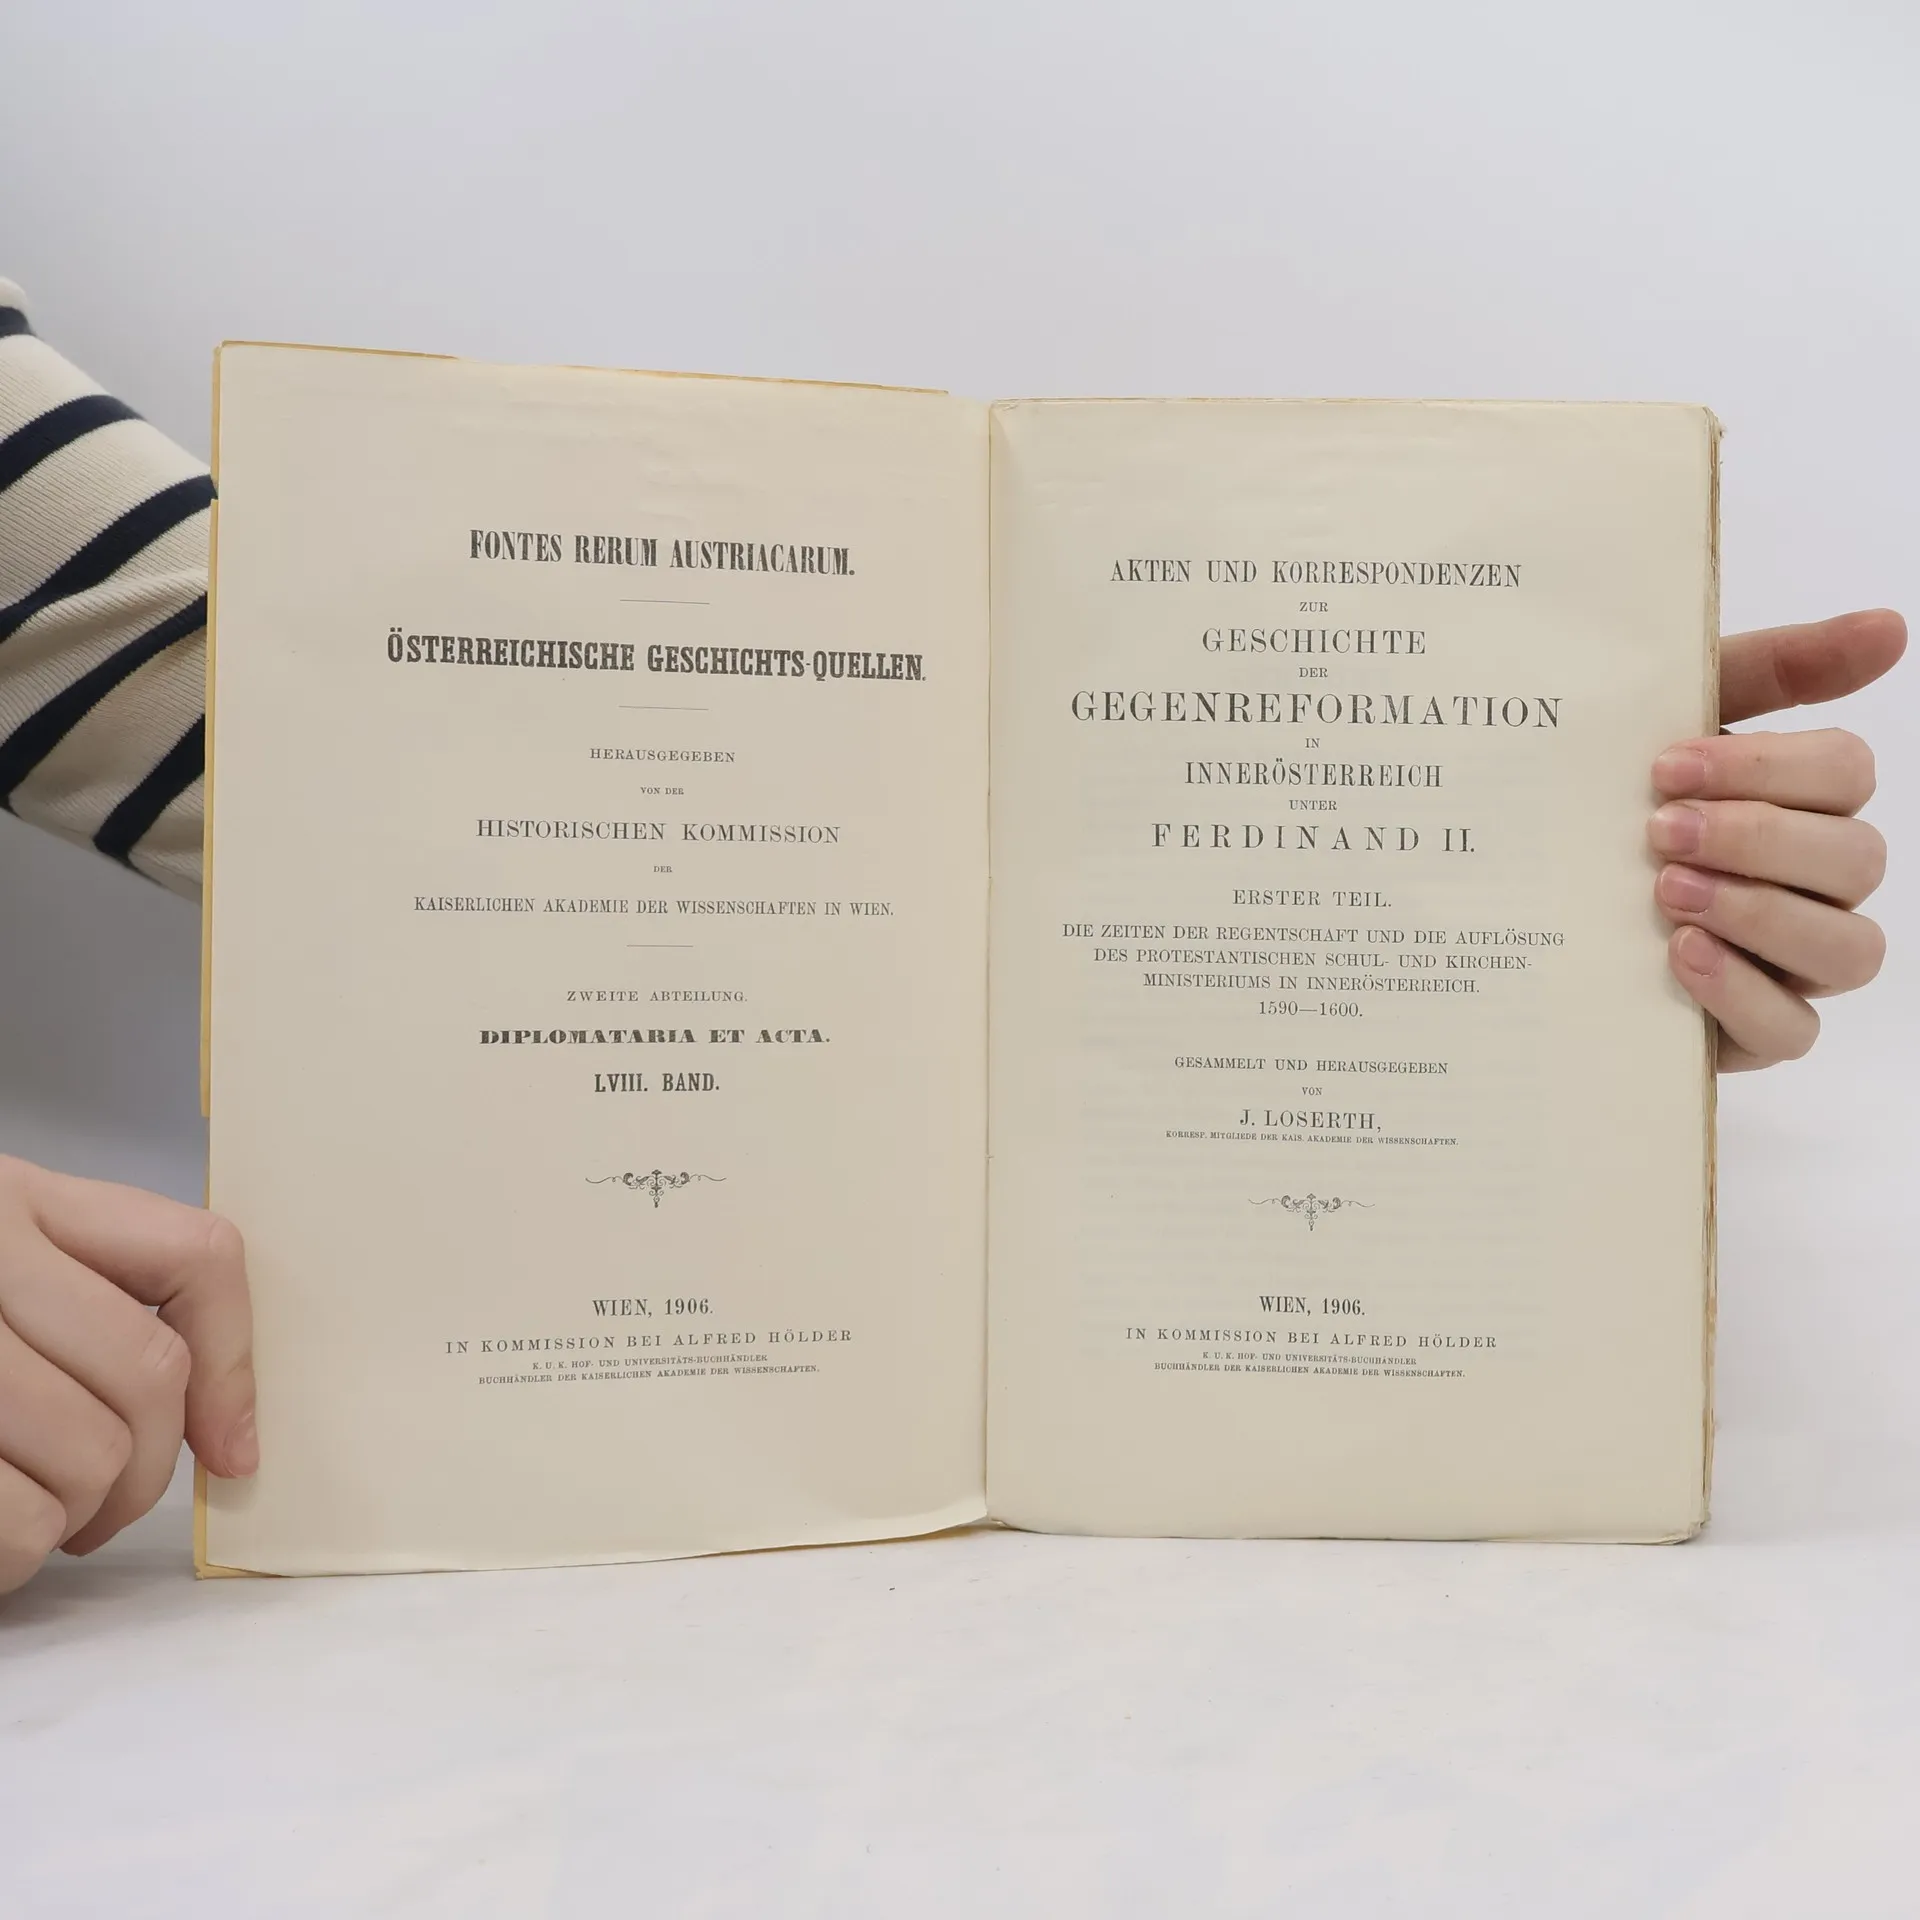 FONTES RERUM AUSTRIACARUM.
ÖSTERREICHISCHE GESCHICHTS-QUELLEN.
HERAUSGEGEBEN
VON DER
HISTORISCHEN KOMMISSION
DER
KAISERLICHEN AKADEMIE DER WISSENSCHAFTEN IN WIEN.
ZWEITE ABTEILUNG.
DIPLOMATARIA ET ACTA.
LVIII. BAND.
WIEN, 1906.
IN KOMMISSION BEI ALFRED HÖLDER
K. U. K. HOF- UND UNIVERSITÄTS-BUCHHÄNDLER
BUCHHÄNDLER DER KAISERLICHEN AKADEMIE DER WISSENSCHAFTEN.
AKTEN UND KORRESPONDENZEN
ZUR
GESCHICHTE
DER
GEGENREFORMATION
IN
INNERÖSTERREICH
UNTER
FERDINAND II.
ERSTER TEIL.
DIE ZEITEN DER REGENTSCHAFT UND DIE AUFLÖSUNG
DES PROTESTANTISCHEN SCHUL- UND KIRCHEN-
MINISTERIUMS IN INNERÖSTERREICH.
1590—1600.
GESAMMELT UND HERAUSGEGEBEN
VON
J. LOSERTH,
KORRESP. MITGLIEDE DER KAIS. AKADEMIE DER WISSENSCHAFTEN.
WIEN, 1906.
IN KOMMISSION BEI ALFRED HÖLDER
K. U. K. HOF- UND UNIVERSITÄTS-BUCHHÄNDLER
BUCHHÄNDLER DER KAISERLICHEN AKADEMIE DER WISSENSCHAFTEN.